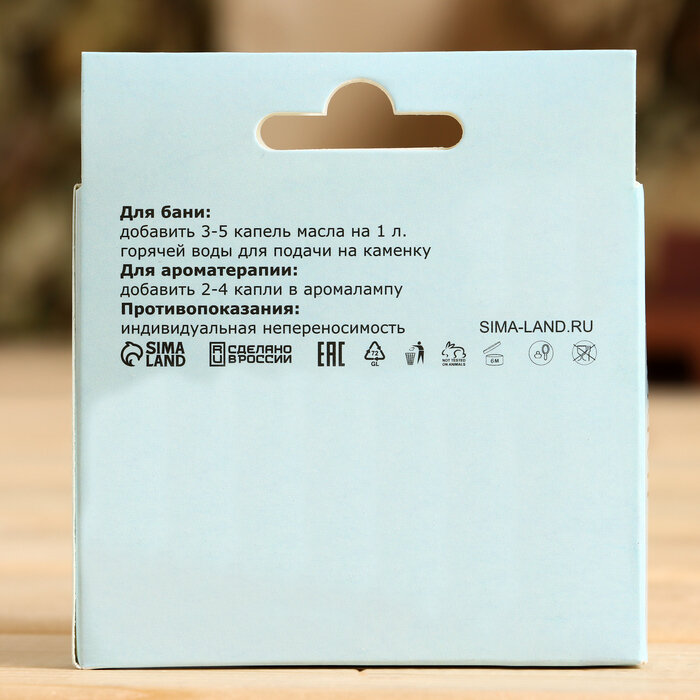 Для бани:
добавить 3-5 капель масла на 1 л.
горячей воды для подачи на каменку
Для ароматерапии:
добавить 2-4 капли в аромалампу
Противопоказания:
индивидуальная непереносимость
SIMA-LAND.RU
SIMA
LAND
СДЕЛАНО
В РОССИИ
EAC
72
GL
NOT TESTED
ON ANIMALS
6M